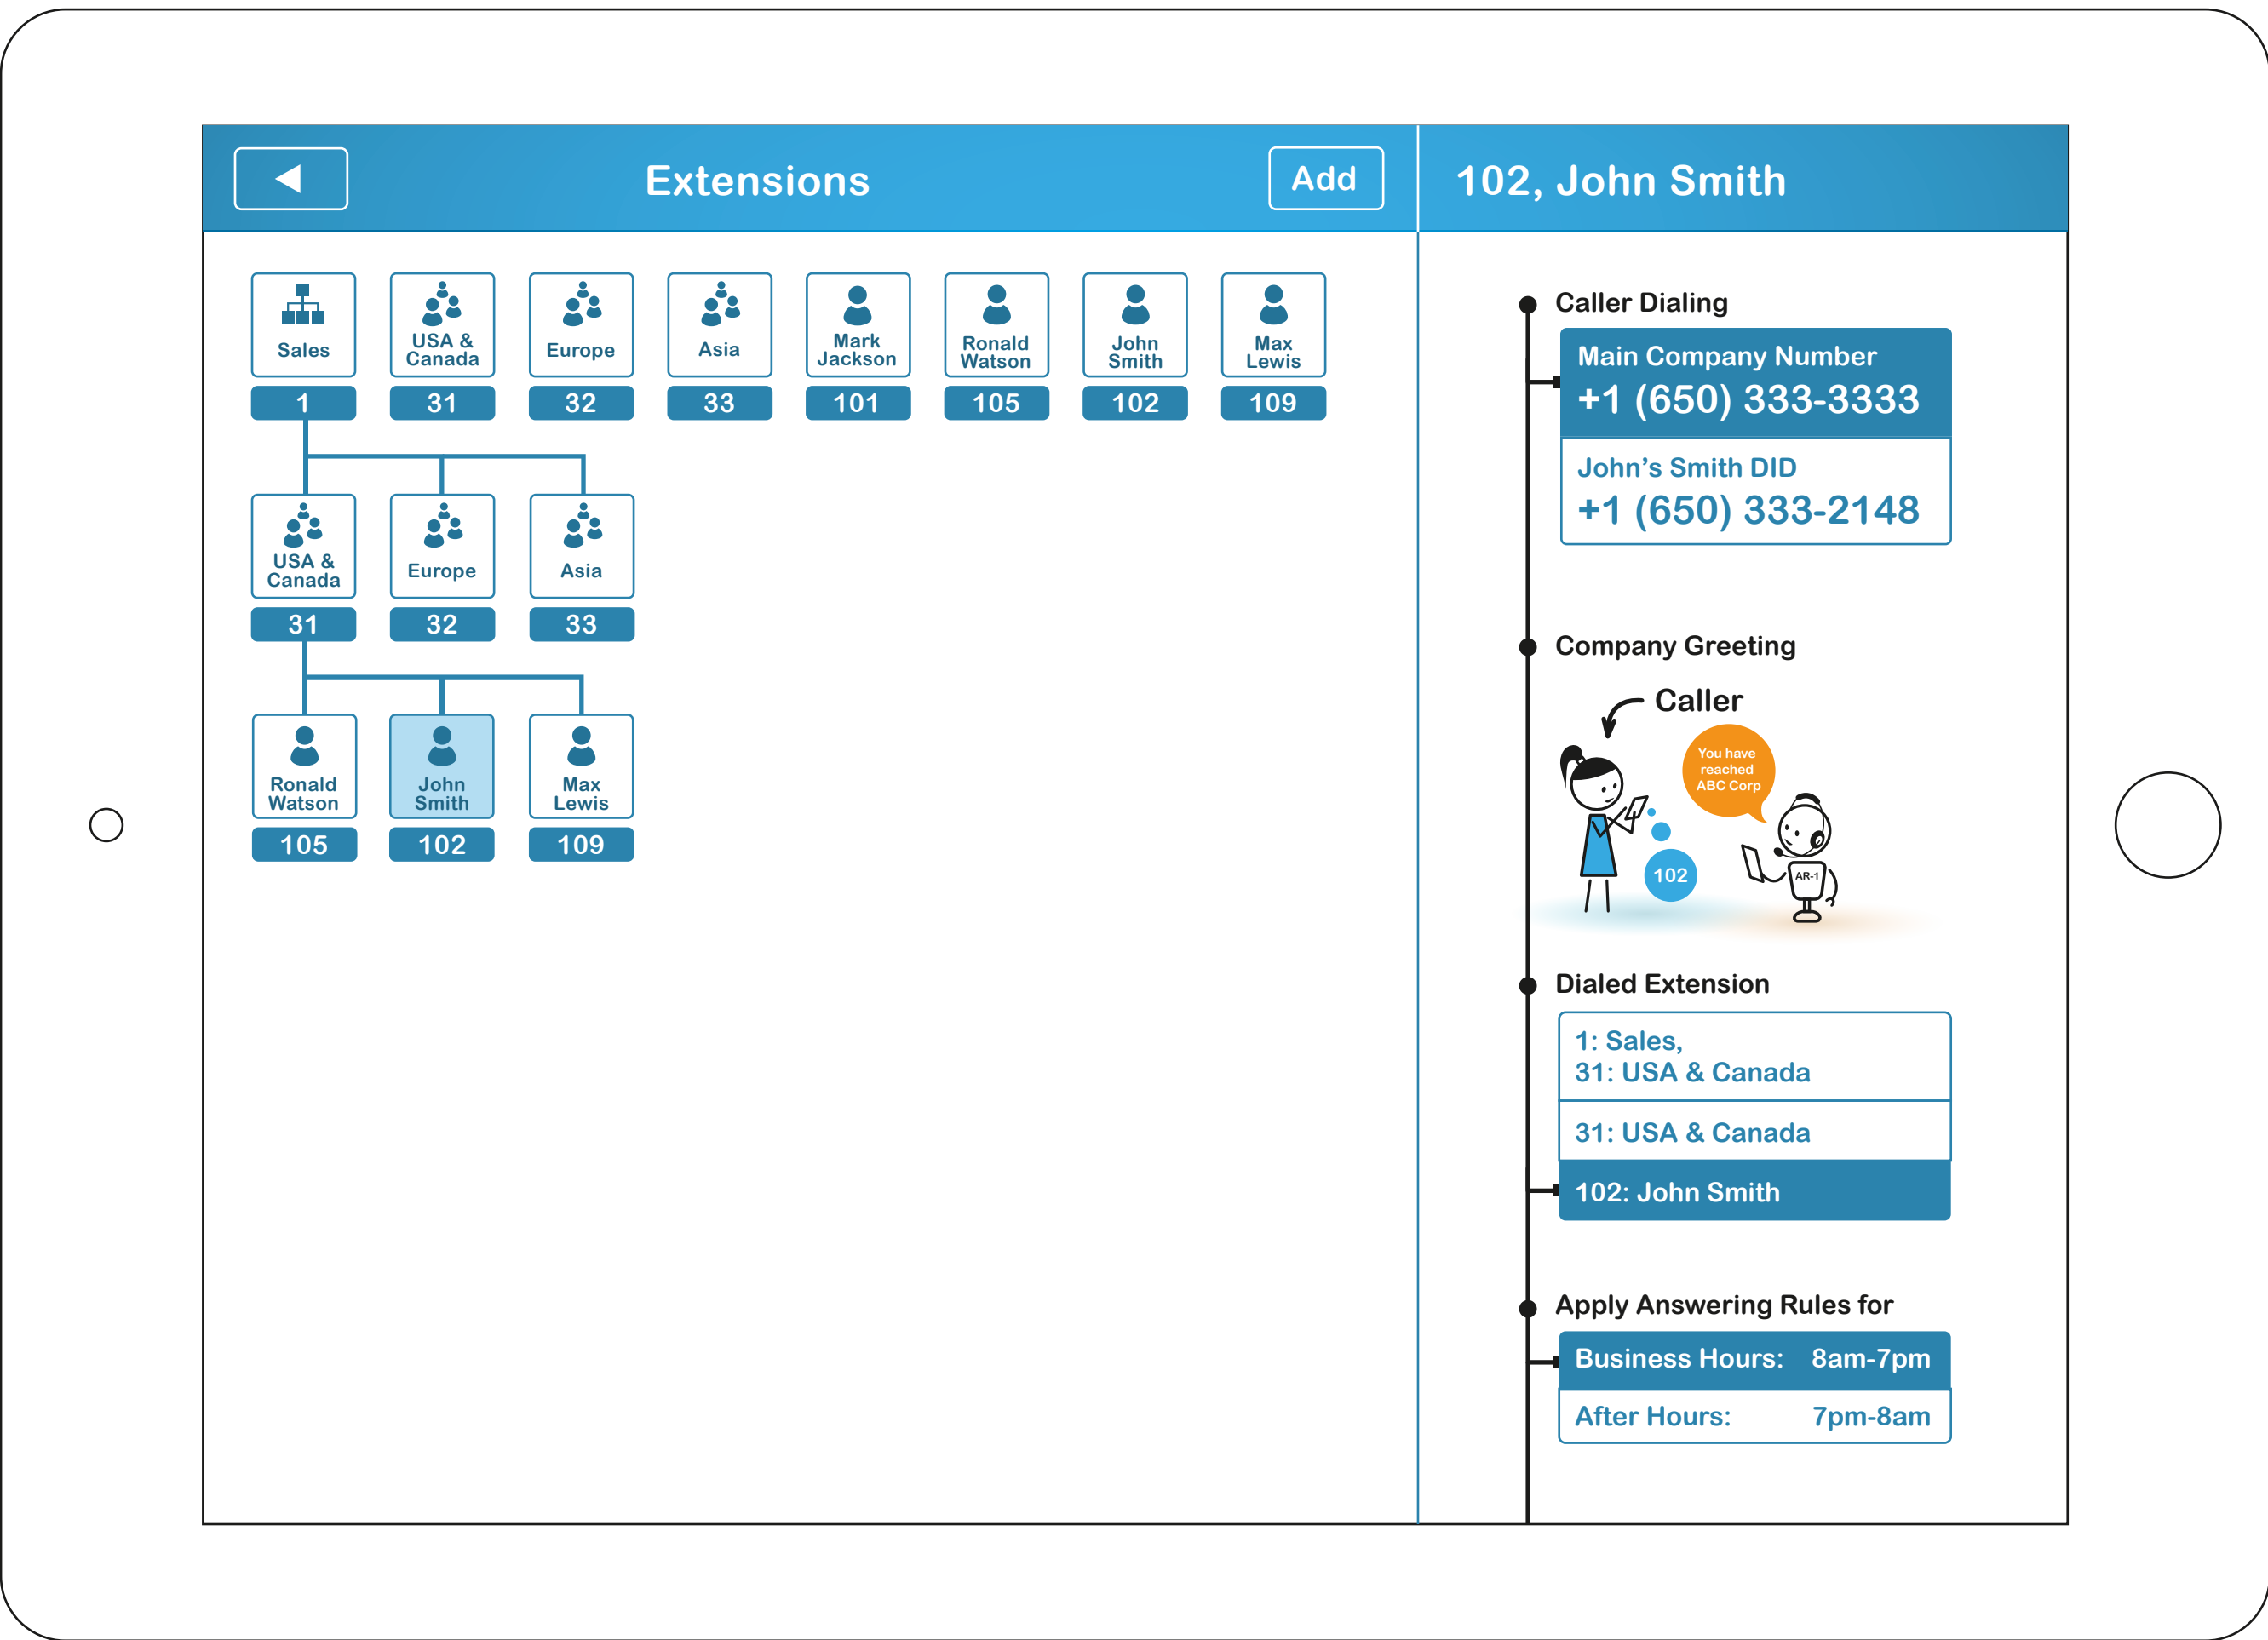 Extensions
Add
102, John Smith
Sales
USA &
Canada
Europe
Asia
Mark
Jackson
Ronald
Watson
John
Smith
Max
Lewis
1
31
32
33
101
105
102
109
USA &
Canada
Europe
Asia
31
32
33
Ronald
Watson
John
Smith
Max
Lewis
105
102
109
Caller Dialing
Main Company Number
+1 (650) 333-3333
John’s Smith DID
+1 (650) 333-2148
Company Greeting
Caller
You have
reached
ABC Corp
102
AR-1
Dialed Extension
1: Sales,
31: USA & Canada
31: USA & Canada
102: John Smith
Apply Answering Rules for
Business Hours: 8am-7pm
After Hours: 7pm-8am